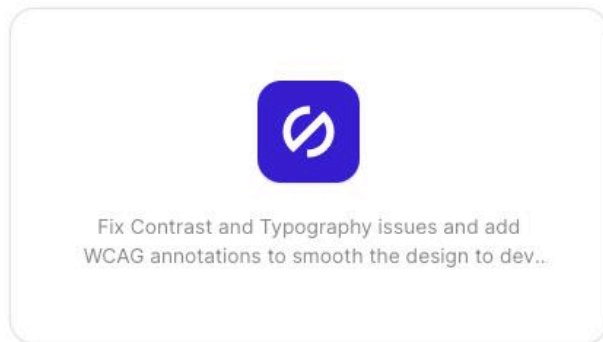 Fix Contrast and Typography issues and add
WCAG annotations to smooth the design to dev...